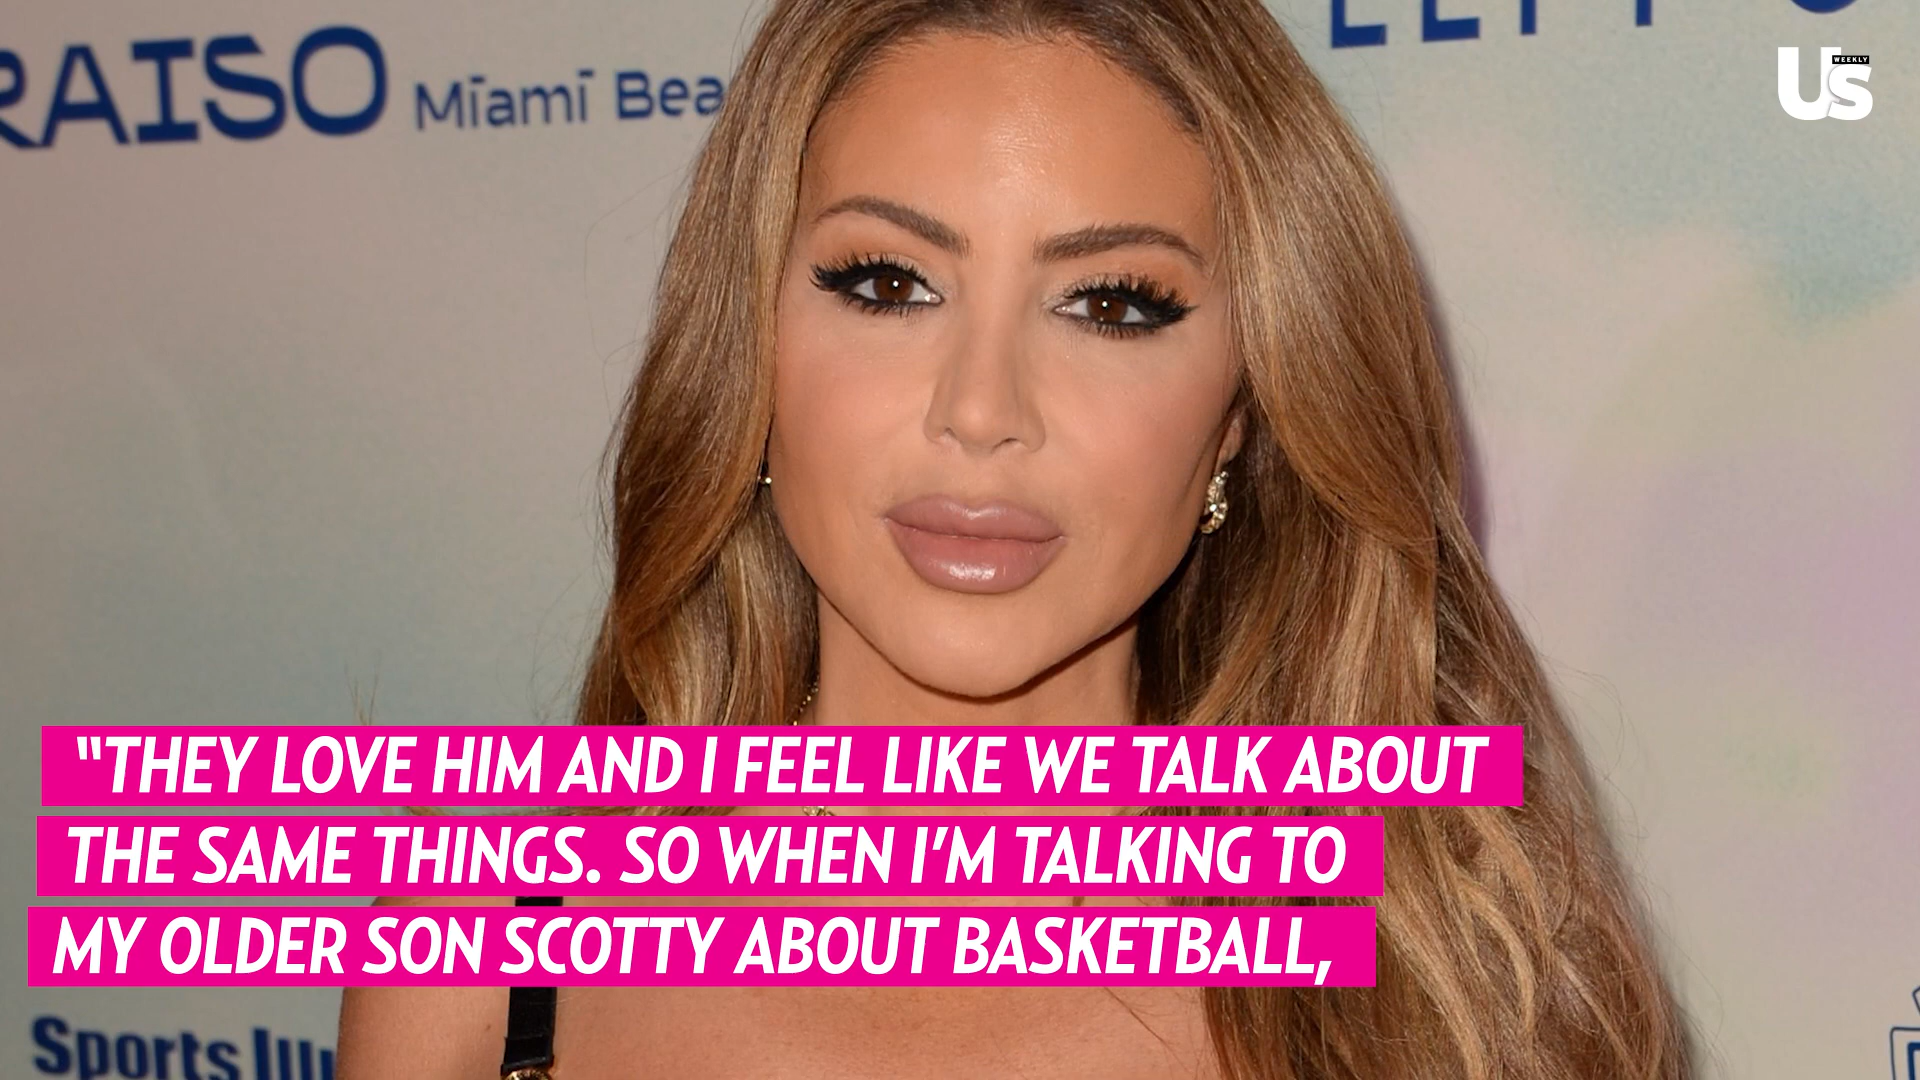 RAISO Miami Bea
Us
WEEKLY
“THEY LOVE HIM AND I FEEL LIKE WE TALK ABOUT
THE SAME THINGS. SO WHEN I’M TALKING TO
MY OLDER SON SCOTTY ABOUT BASKETBALL,
Sports Illu